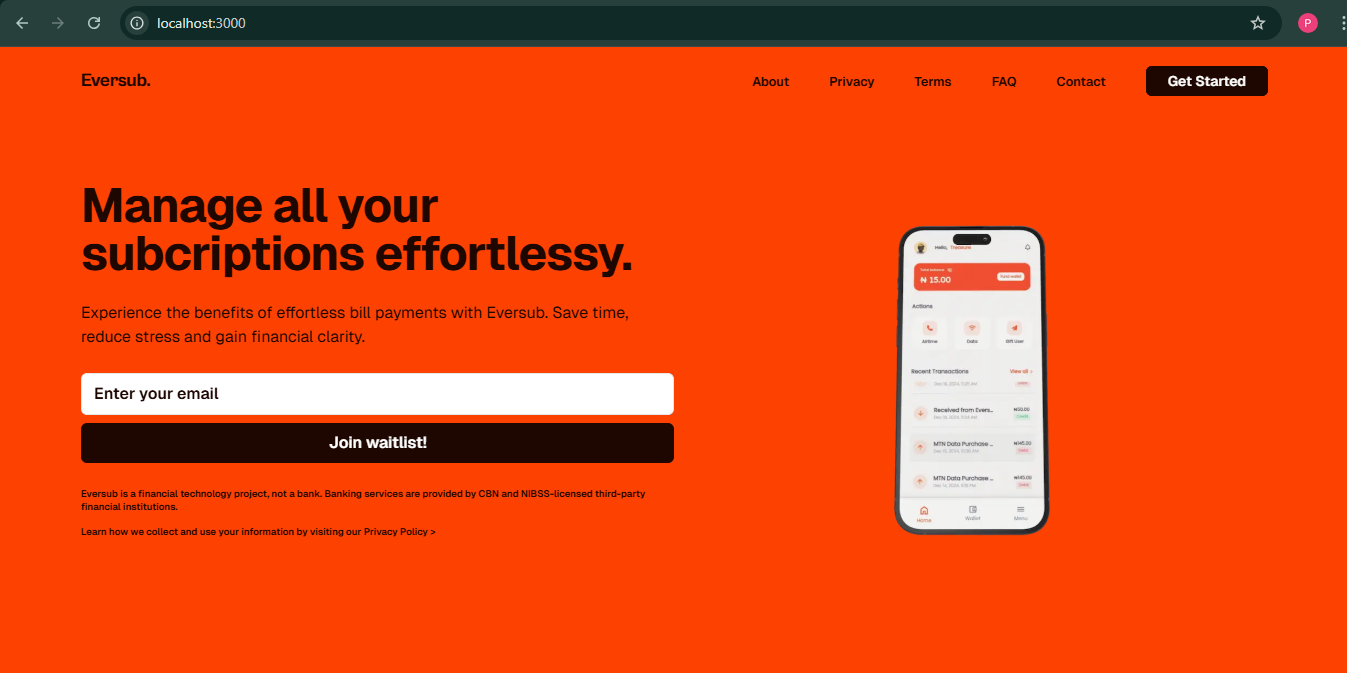 localhost:3000
P
Eversub.
About Privacy Terms FAQ Contact Get Started
Manage all your
subcriptions effortlessy.
Experience the benefits of effortless bill payments with Eversub. Save time,
reduce stress and gain financial clarity.
Enter your email
Join waitlist!
Eversub is a financial technology project, not a bank. Banking services are provided by CBN and NIBSS-licensed third-party
financial institutions.
Learn how we collect and use your information by visiting our Privacy Policy >
Hello,
Total balance
₦ 15.00 Fund wallet
Actions
Airtime Data Gift User
Recent Transactions View all >
Received from Evers... ₦50.00
MTN Data Purchase ... ₦145.00
MTN Data Purchase ... ₦145.00
Home Wallet Menu